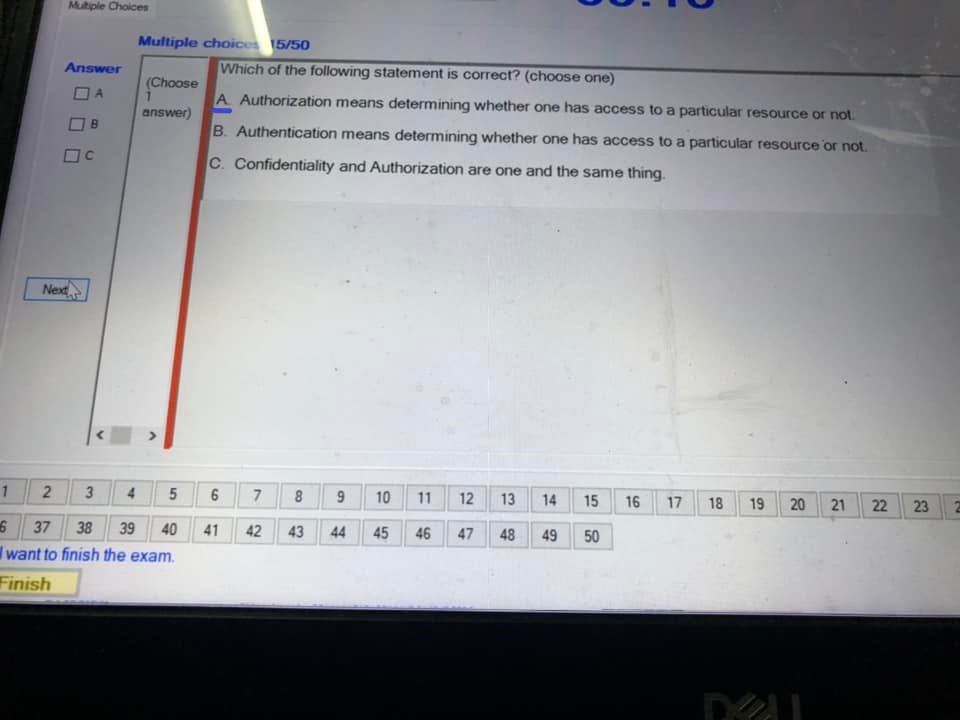 Multiple Choices
Multiple choices 15/50
Answer
A
B
C
(Choose
1
answer)
Which of the following statement is correct? (choose one)
A. Authorization means determining whether one has access to a particular resource or not.
B. Authentication means determining whether one has access to a particular resource or not.
C. Confidentiality and Authorization are one and the same thing.
Next
1 2 3 4 5 6 7 8 9 10 11 12 13 14 15 16 17 18 19 20 21 22 23 2
6 37 38 39 40 41 42 43 44 45 46 47 48 49 50
I want to finish the exam.
Finish
DELL